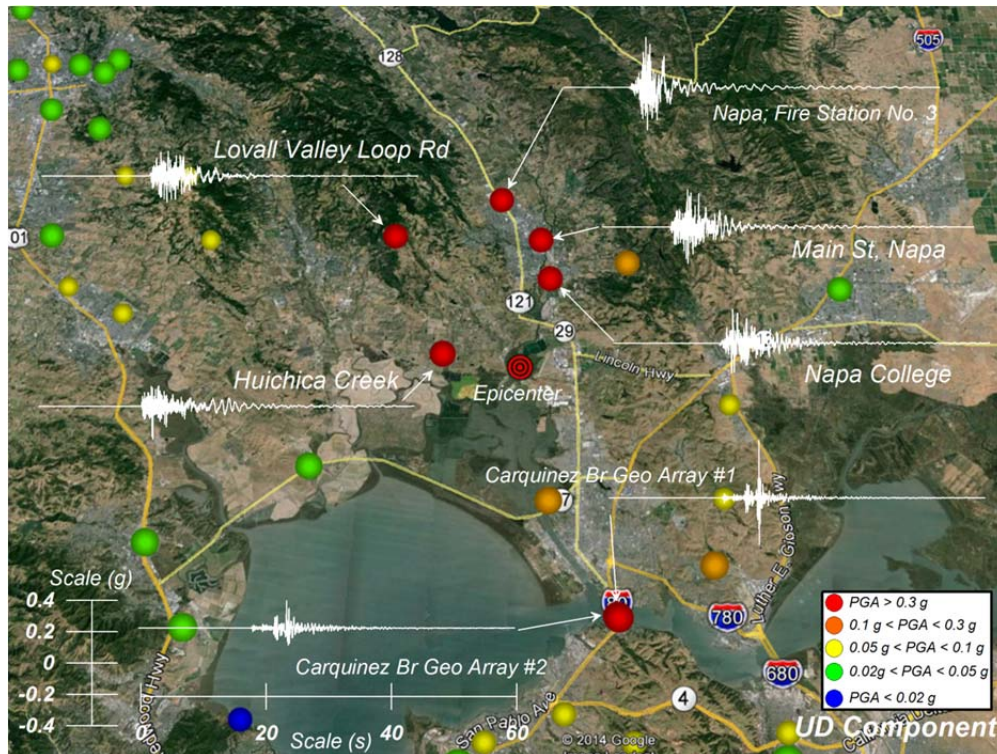 505
128
Napa; Fire Station No. 3
Lovall Valley Loop Rd
Main St, Napa
01
121
29
Lincoln Hwy
Napa College
Huichica Creek
Epicenter
Carquinez Br Geo Array #1
7
Luther E. Gibson Fwy
Scale (g)
0.4
0.2
0
-0.2
-0.4
80
780
680
PGA > 0.3 g
0.1 g < PGA < 0.3 g
0.05 g < PGA < 0.1 g
0.02g < PGA < 0.05 g
PGA < 0.02 g
Carquinez Br Geo Array #2
edwood Hwy
0 20 40 60
Scale (s)
San Pablo Ave
4
© 2014 Google
UD Component